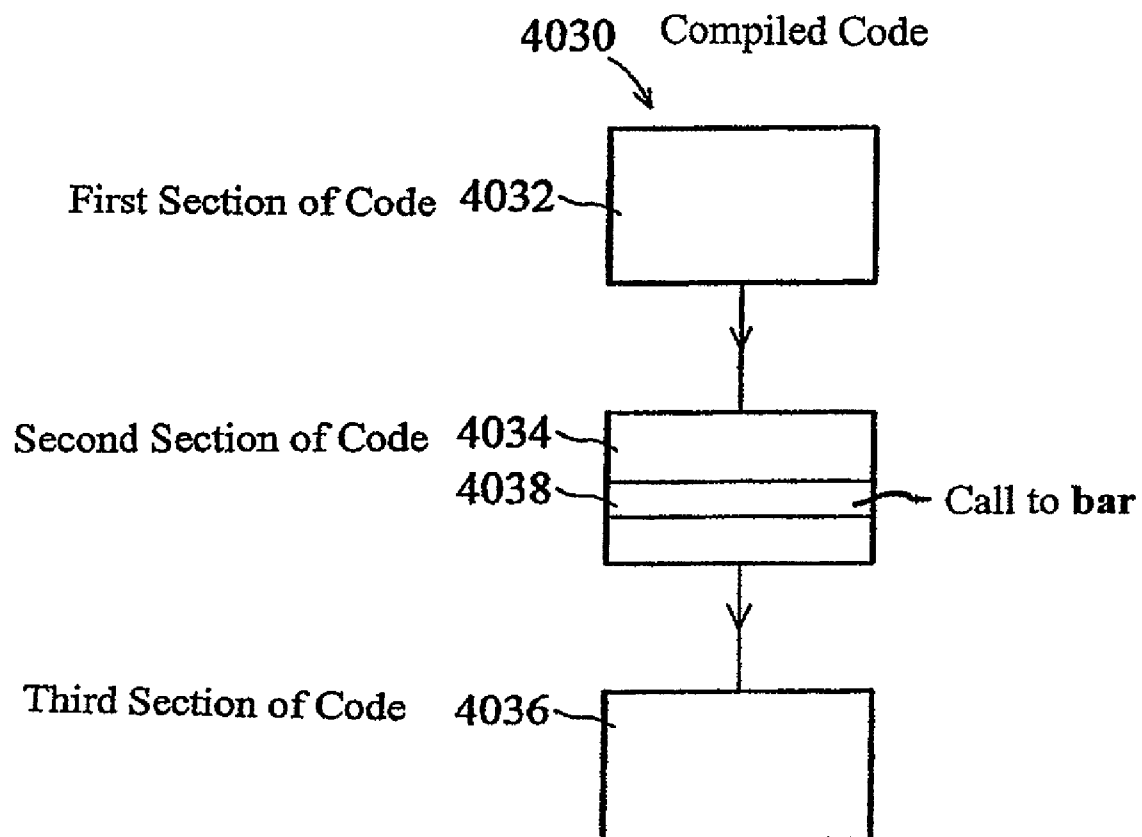 4030 Compiled Code
First Section of Code 4032
Second Section of Code 4034
4038
Call to bar
Third Section of Code 4036